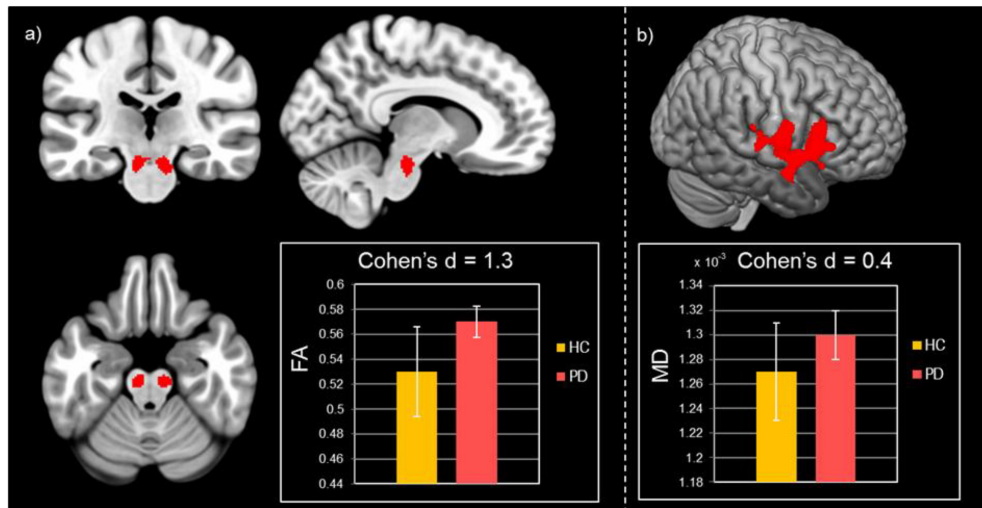 a)
b)
Cohen's d = 1.3
0.6
0.58
0.56
0.54
0.52
0.5
0.48
0.46
0.44
FA
HC
PD
x 10⁻³
Cohen's d = 0.4
1.34
1.32
1.3
1.28
1.26
1.24
1.22
1.2
1.18
MD
HC
PD